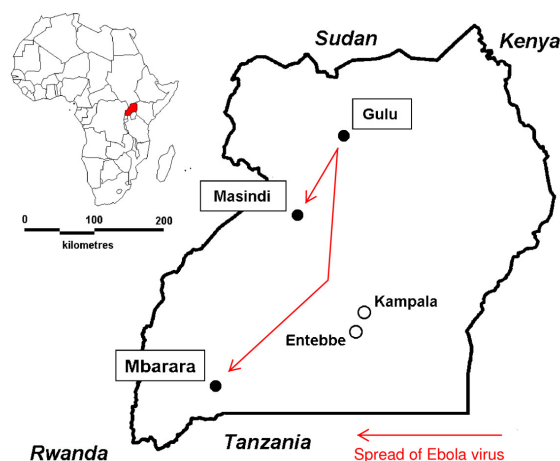 Sudan
Kenya
Gulu
Masindi
0 100 200
kilometres
Kampala
Entebbe
Mbarara
Rwanda
Tanzania
Spread of Ebola virus